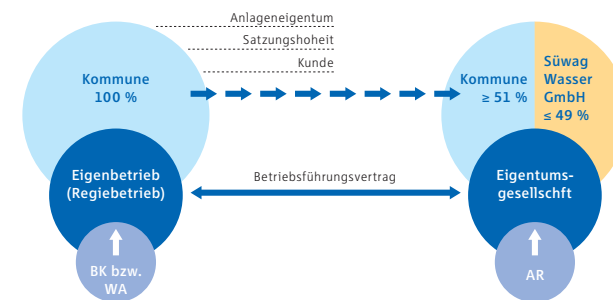 Anlageneigentum
Satzungshoheit
Kunde
Kommune
100 %
Kommune
≥ 51 %
Süwag
Wasser
GmbH
≤ 49 %
Eigenbetrieb
(Regiebetrieb)
Betriebsführungsvertrag
Eigentums-
gesellschft
BK bzw.
WA
AR